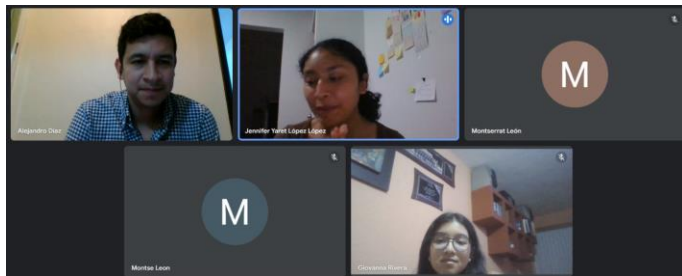 Alejandro Diaz
Jennifer Yaret López López
M
Montserrat León
M
Montse Leon
Giovanna Rivera